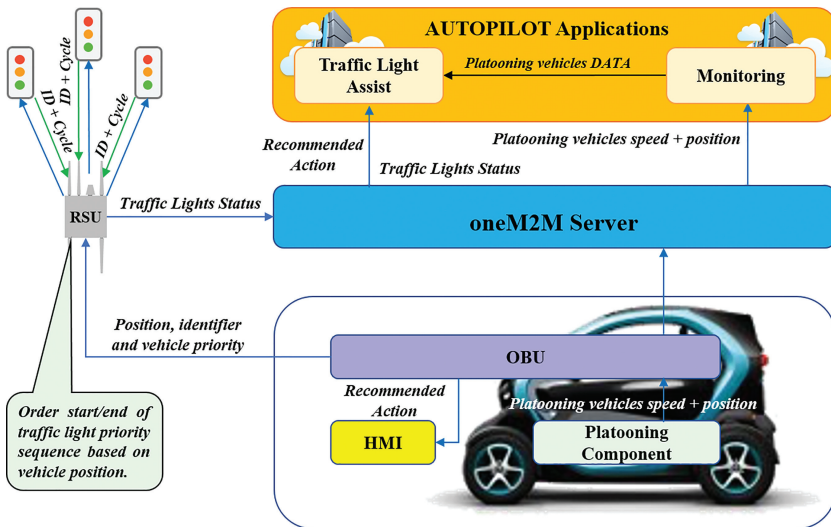 AUTOPILOT Applications
Traffic Light
Assist
Platooning vehicles DATA
Monitoring
ID + Cycle
ID + Cycle
ID + Cycle
Recommended
Action
Traffic Lights Status
Platooning vehicles speed + position
RSU
Traffic Lights Status
oneM2M Server
Position, identifier
and vehicle priority
OBU
Recommended
Action
Platooning vehicles speed + position
HMI
Platooning
Component
Order start/end of
traffic light priority
sequence based on
vehicle position.